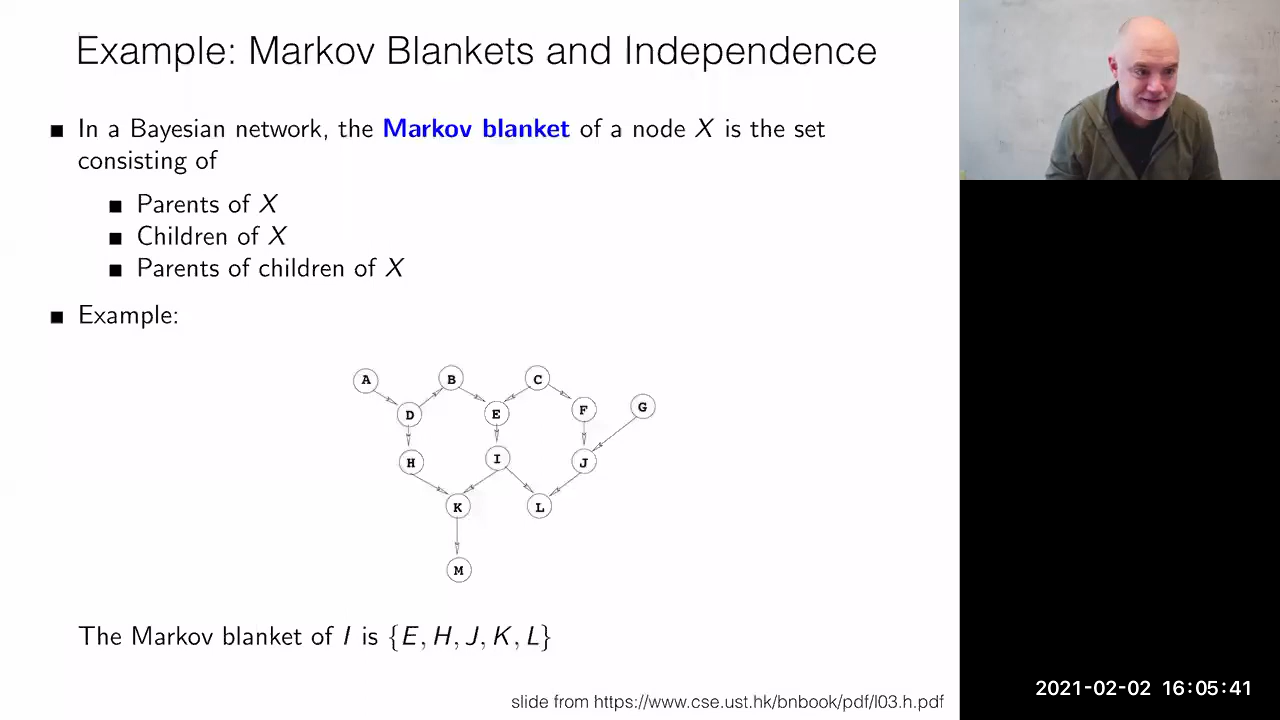 Example: Markov Blankets and Independence
In a Bayesian network, the Markov blanket of a node X is the set
consisting of
Parents of X
Children of X
Parents of children of X
Example:
A
B
C
D
E
F
G
H
I
J
K
L
M
The Markov blanket of I is {E, H, J, K, L}
slide from https://www.cse.ust.hk/bnbook/pdf/l03.h.pdf
2021-02-02 16:05:41